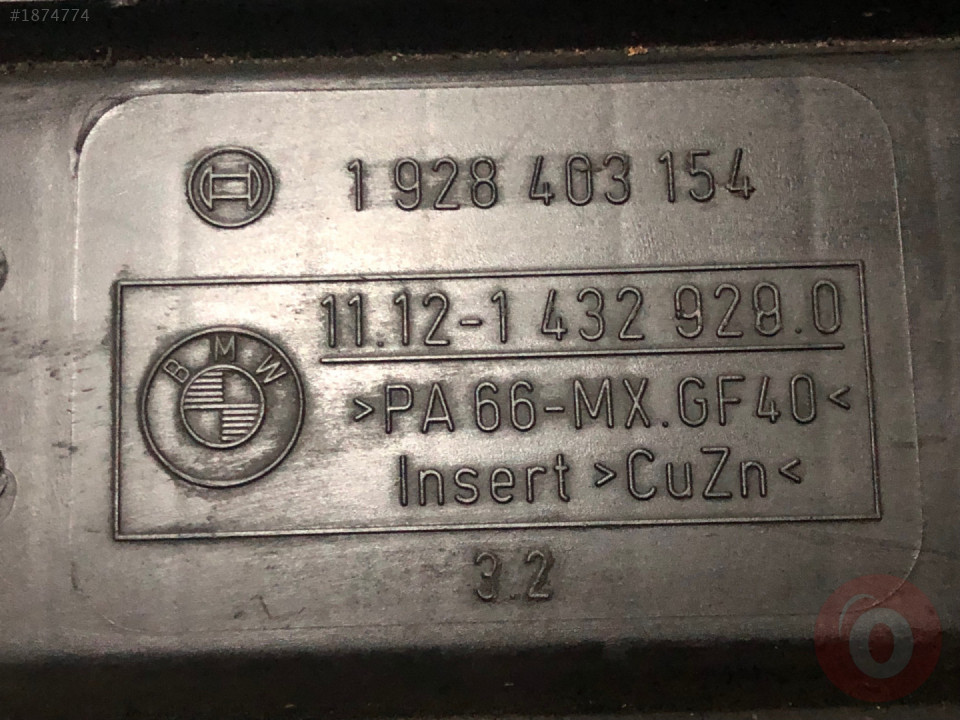 #1874774
1 928 403 154
11.12-1 432 928.0
BMW
>PA 66-MX.GF40<
Insert >CuZn<
3.2